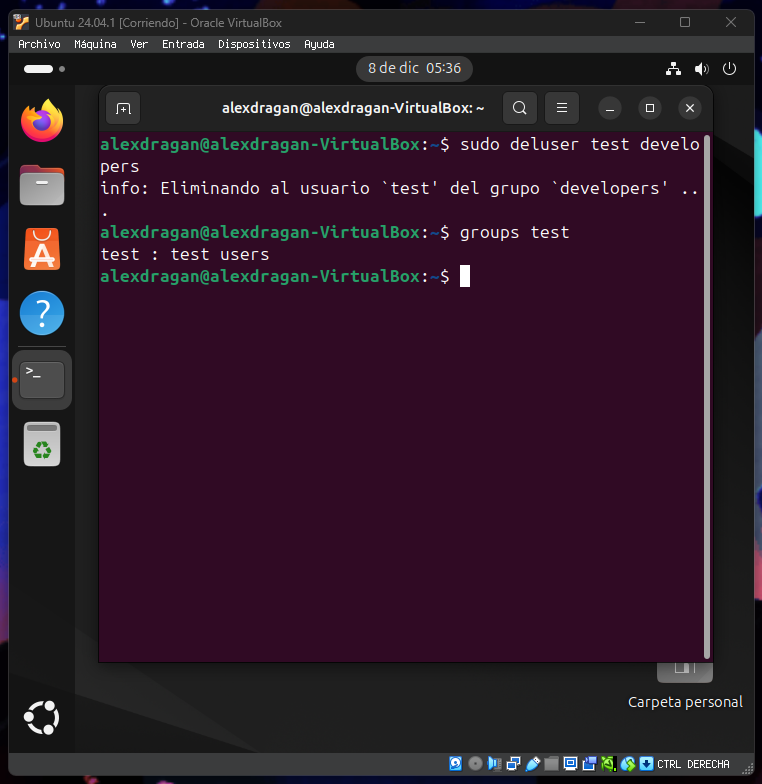 Ubuntu 24.04.1 [Corriendo] - Oracle VirtualBox
Archivo Máquina Ver Entrada Dispositivos Ayuda
8 de dic 05:36
alexdragan@alexdragan-VirtualBox: ~
alexdragan@alexdragan-VirtualBox:~$ sudo deluser test develo
pers
info: Eliminando al usuario `test' del grupo `developers' ..
.
alexdragan@alexdragan-VirtualBox:~$ groups test
test : test users
alexdragan@alexdragan-VirtualBox:~$
>_
Carpeta personal
CTRL DERECHA